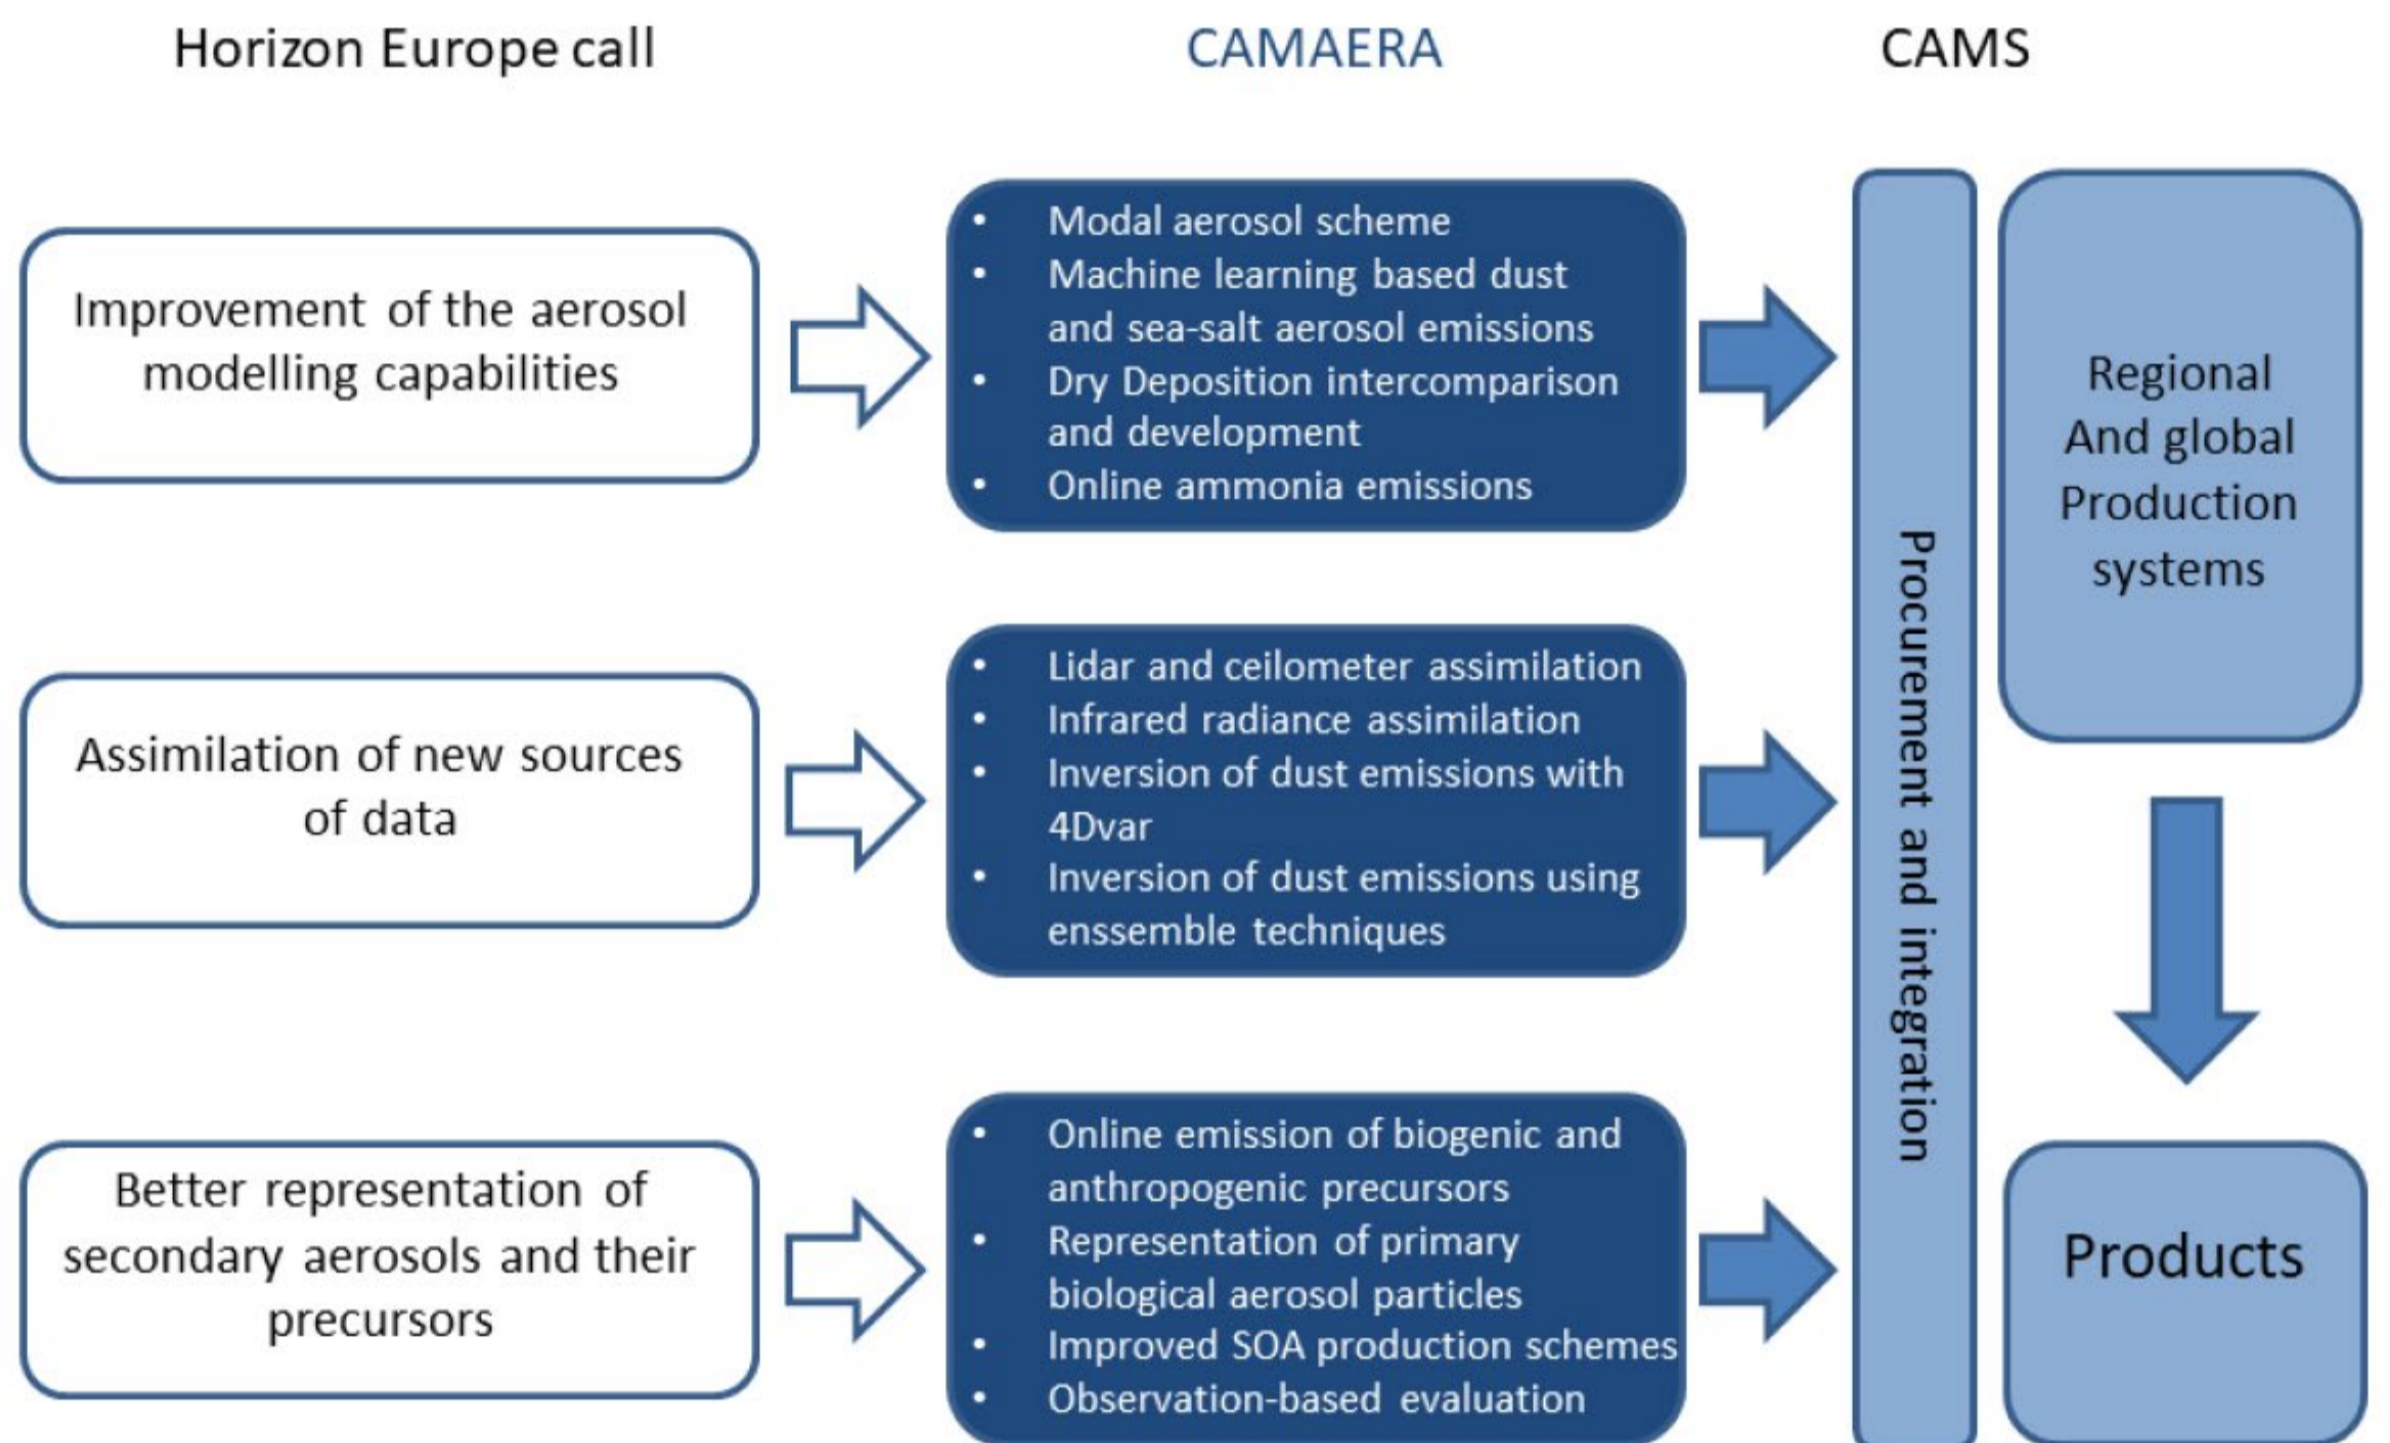 Horizon Europe call
CAMAERA
CAMS
Improvement of the aerosol
modelling capabilities
• Modal aerosol scheme
• Machine learning based dust
and sea-salt aerosol emissions
• Dry Deposition intercomparison
and development
• Online ammonia emissions
Assimilation of new sources
of data
• Lidar and ceilometer assimilation
• Infrared radiance assimilation
• Inversion of dust emissions with
4Dvar
• Inversion of dust emissions using
enssemble techniques
Better representation of
secondary aerosols and their
precursors
• Online emission of biogenic and
anthropogenic precursors
• Representation of primary
biological aerosol particles
• Improved SOA production schemes
• Observation-based evaluation
Procurement and integration
Regional
And global
Production
systems
Products